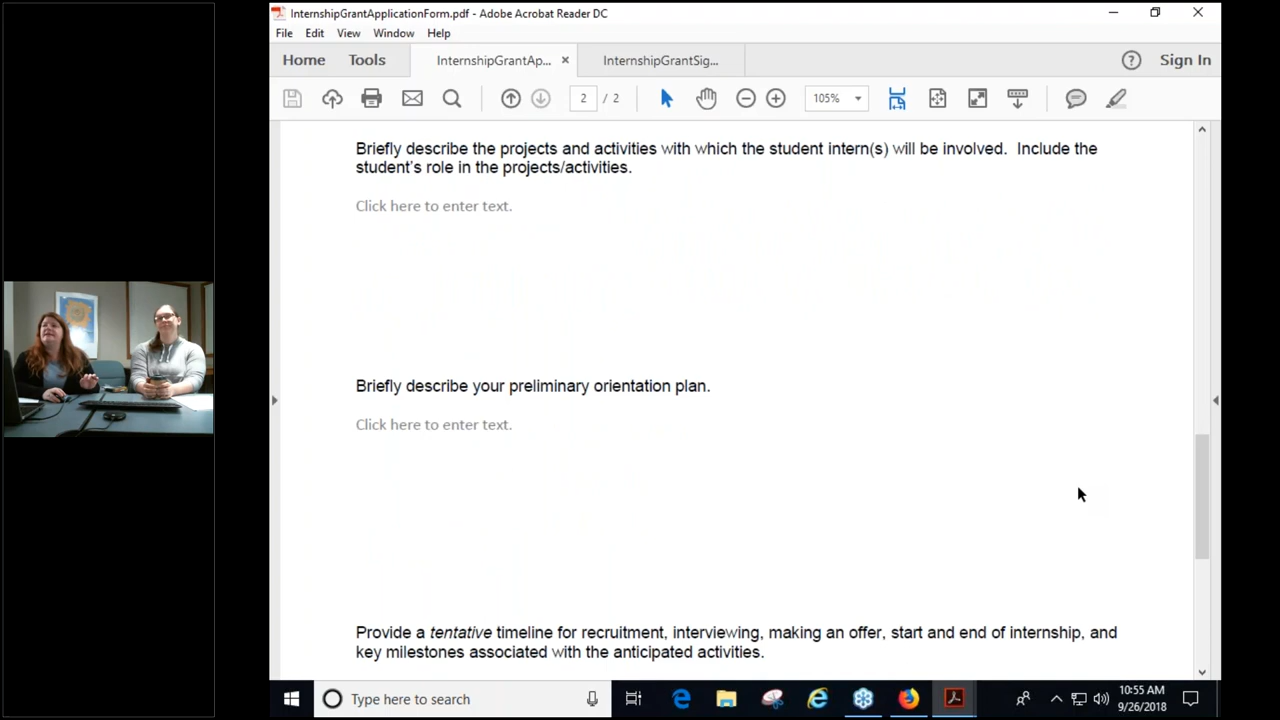 InternshipGrantApplicationForm.pdf - Adobe Acrobat Reader DC
File Edit View Window Help
Home Tools InternshipGrantAp... InternshipGrantSig... Sign In
2 / 2 105%
Briefly describe the projects and activities with which the student intern(s) will be involved. Include the
student's role in the projects/activities.
Click here to enter text.
Briefly describe your preliminary orientation plan.
Click here to enter text.
Provide a tentative timeline for recruitment, interviewing, making an offer, start and end of internship, and
key milestones associated with the anticipated activities.
Type here to search
10:55 AM
9/26/2018